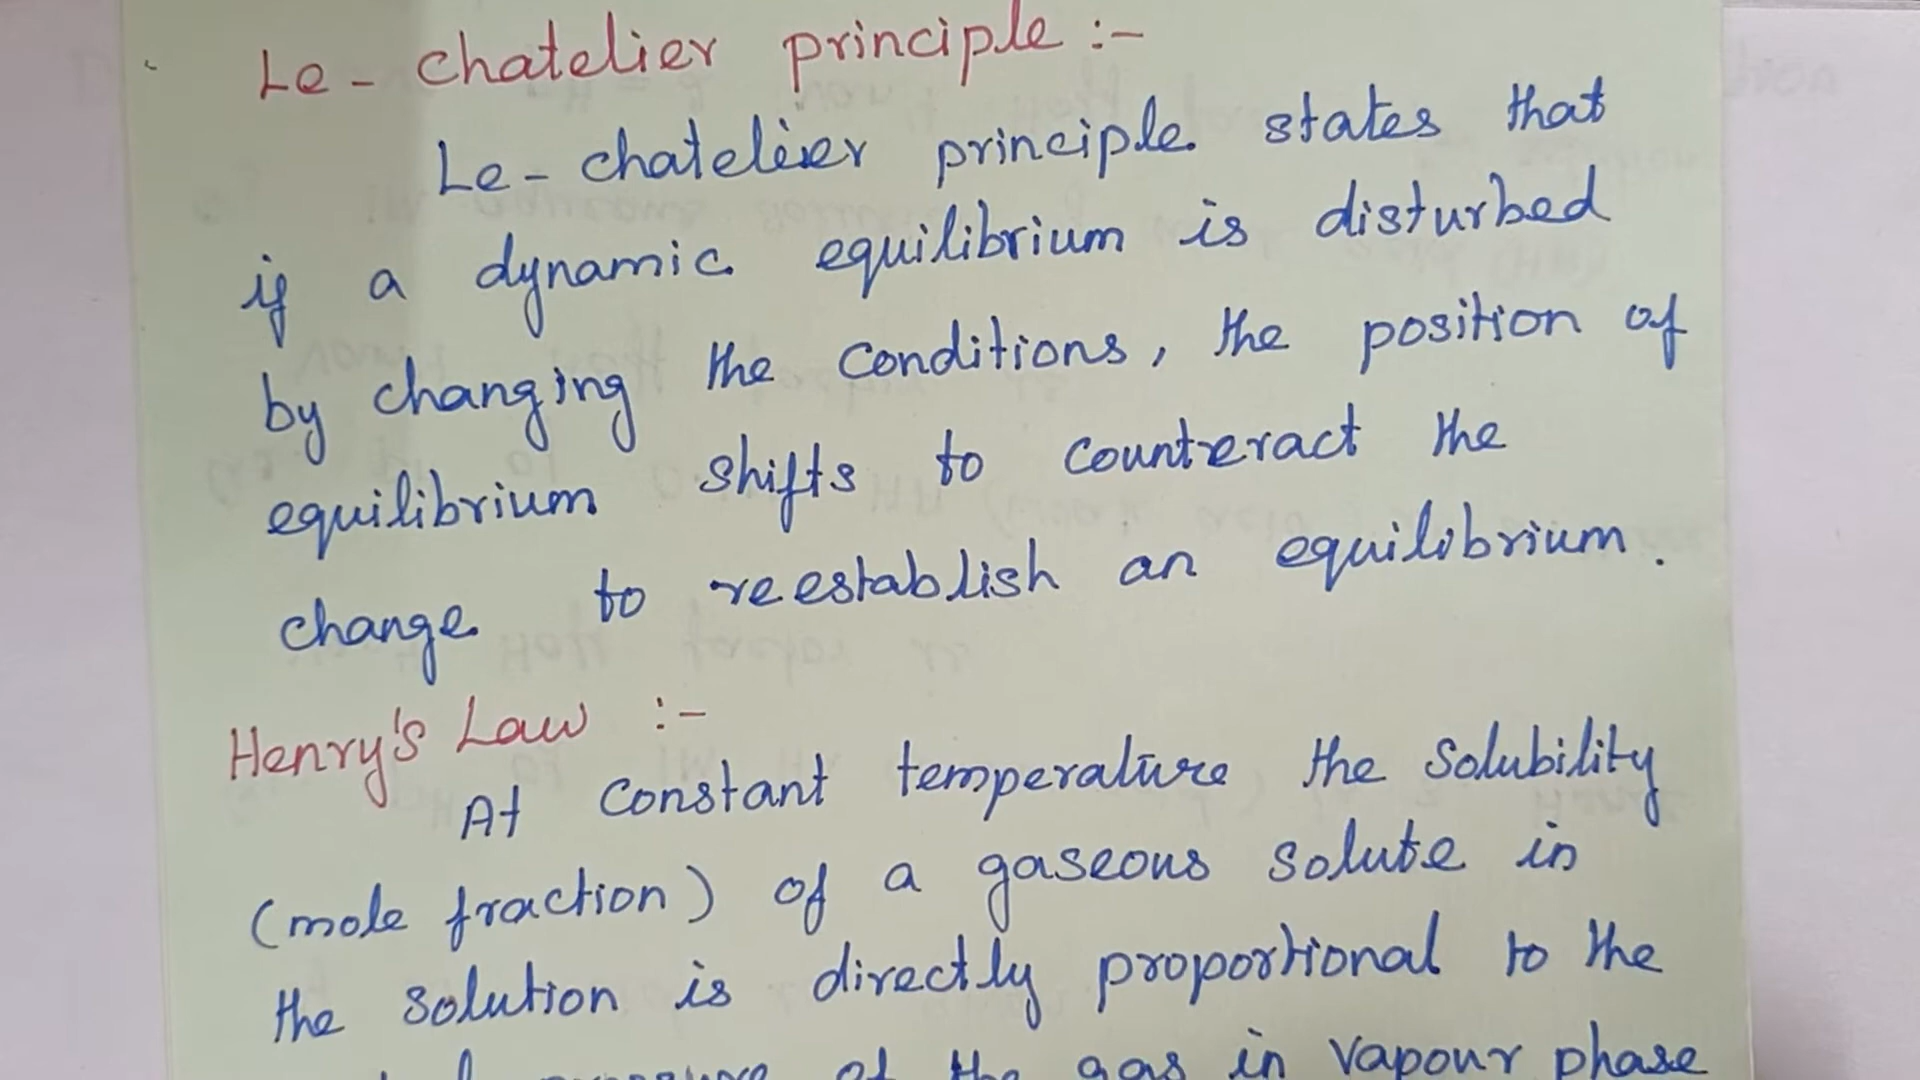 Le-chatelier principle :-
Le-chatelier principle states that
if a dynamic equilibrium is disturbed
by changing the conditions, the position of
equilibrium shifts to counteract the
change to reestablish an equilibrium.
Henry's Law :-
At constant temperature the solubility
(mole fraction) of a gaseous solute in
the solution is directly proportional to the
of the gas in vapour phase